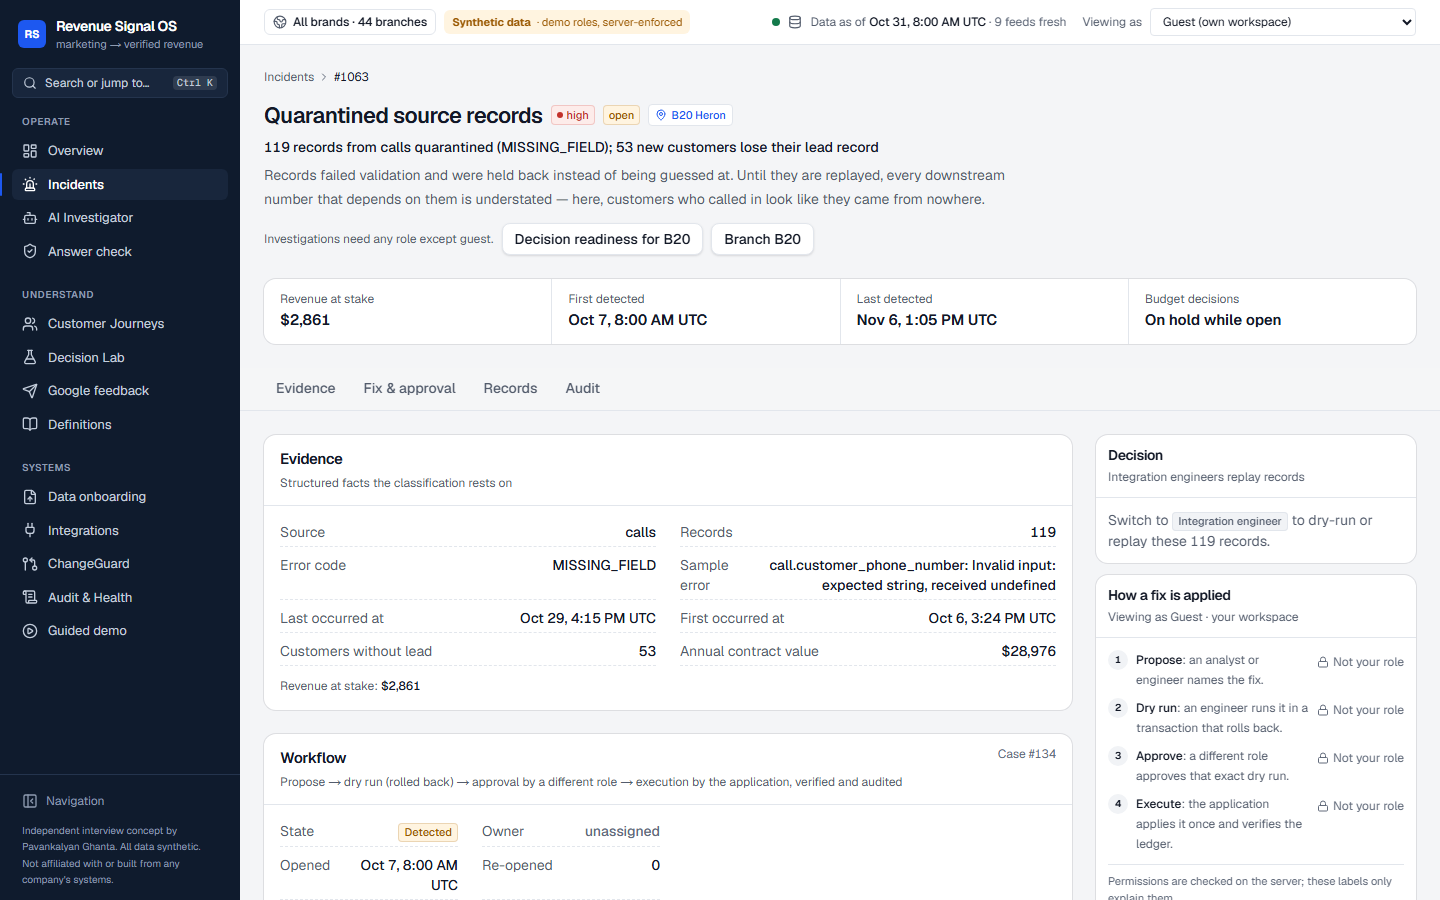 RS
Revenue Signal OS
marketing → verified revenue
Search or jump to...
Ctrl K
OPERATE
Overview
Incidents
AI Investigator
Answer check
UNDERSTAND
Customer Journeys
Decision Lab
Google feedback
Definitions
SYSTEMS
Data onboarding
Integrations
ChangeGuard
Audit & Health
Guided demo
Navigation
Independent interview concept by
Pavankalyan Ghanta. All data synthetic.
Not affiliated with or built from any
company's systems.
All brands · 44 branches
Synthetic data · demo roles, server-enforced
Data as of Oct 31, 8:00 AM UTC · 9 feeds fresh
Viewing as
Guest (own workspace)
Incidents > #1063
Quarantined source records
high
open
B20 Heron
119 records from calls quarantined (MISSING_FIELD); 53 new customers lose their lead record
Records failed validation and were held back instead of being guessed at. Until they are replayed, every downstream
number that depends on them is understated — here, customers who called in look like they came from nowhere.
Investigations need any role except guest.
Decision readiness for B20
Branch B20
Revenue at stake
$2,861
First detected
Oct 7, 8:00 AM UTC
Last detected
Nov 6, 1:05 PM UTC
Budget decisions
On hold while open
Evidence
Fix & approval
Records
Audit
Evidence
Structured facts the classification rests on
Source
calls
Records
119
Error code
MISSING_FIELD
Sample
error
call.customer_phone_number: Invalid input:
expected string, received undefined
Last occurred at
Oct 29, 4:15 PM UTC
First occurred at
Oct 6, 3:24 PM UTC
Customers without lead
53
Annual contract value
$28,976
Revenue at stake: $2,861
Workflow
Case #134
Propose → dry run (rolled back) → approval by a different role → execution by the application, verified and audited
State
Detected
Owner
unassigned
Opened
Oct 7, 8:00 AM
UTC
Re-opened
0
Decision
Integration engineers replay records
Switch to Integration engineer to dry-run or
replay these 119 records.
How a fix is applied
Viewing as Guest · your workspace
1
Propose: an analyst or
engineer names the fix.
Not your role
2
Dry run: an engineer runs it in a
transaction that rolls back.
Not your role
3
Approve: a different role
approves that exact dry run.
Not your role
4
Execute: the application
applies it once and verifies the
ledger.
Not your role
Permissions are checked on the server; these labels only
explain them.